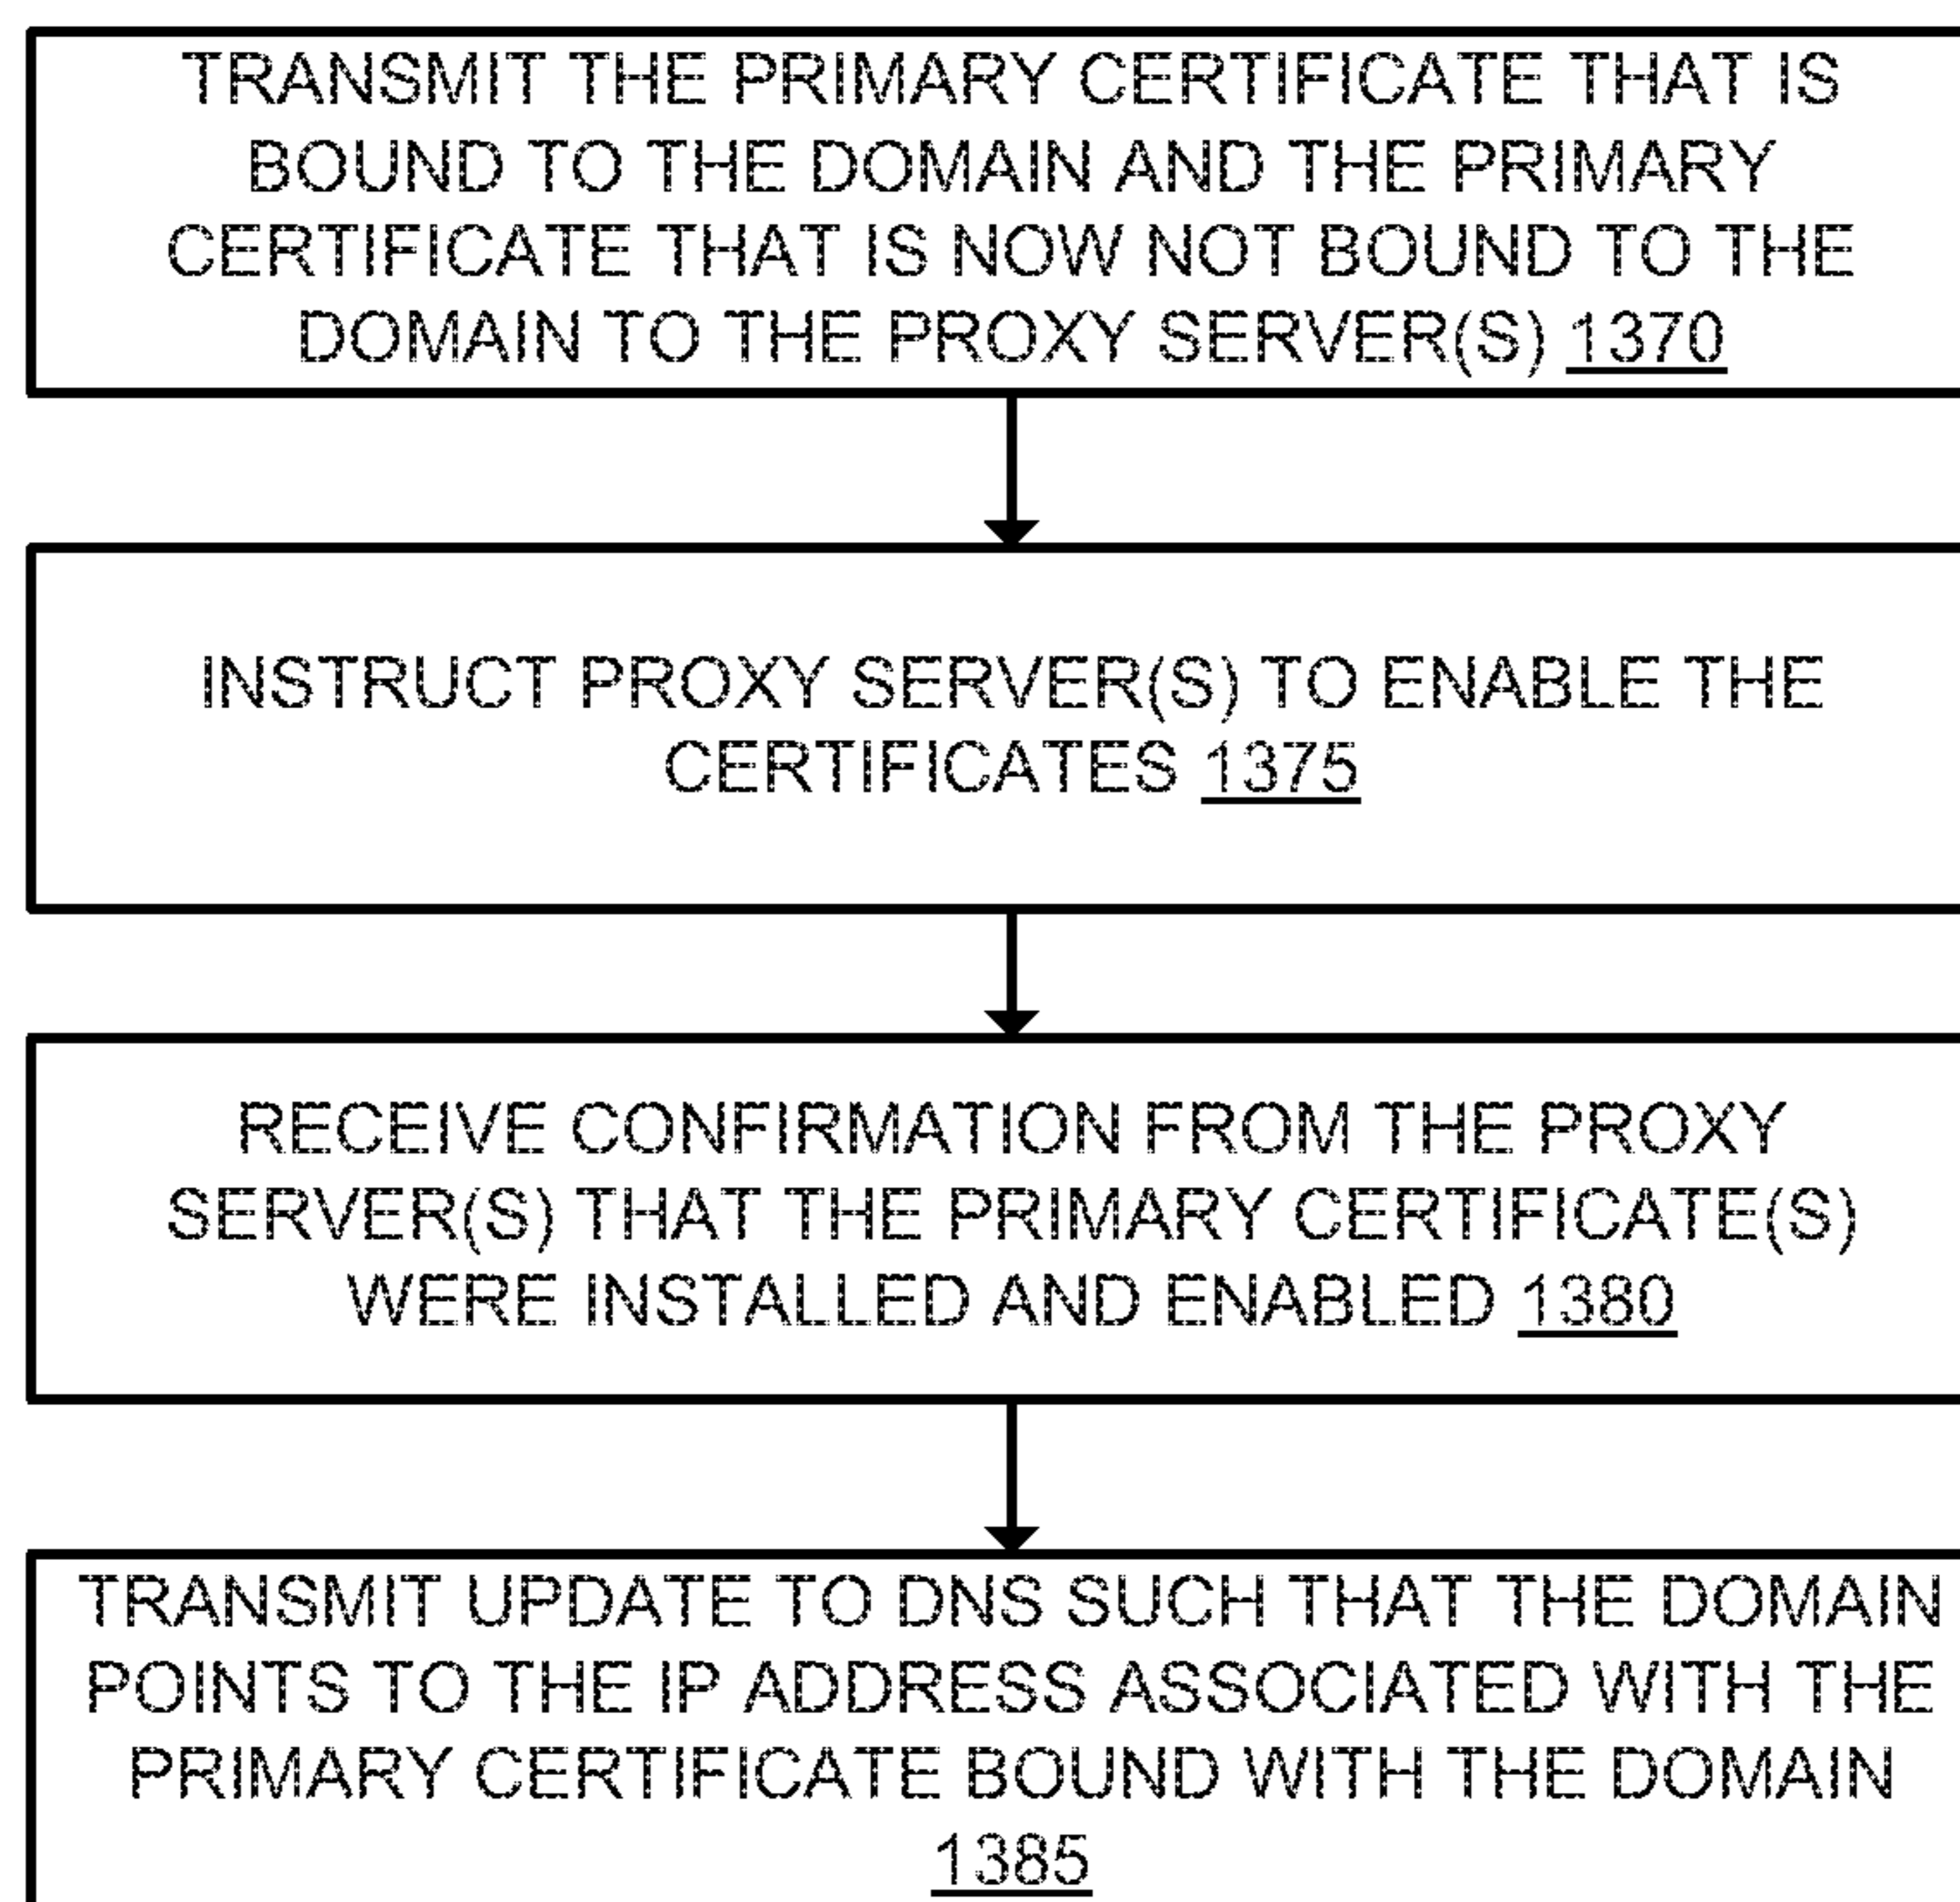 TRANSMIT THE PRIMARY CERTIFICATE THAT IS
BOUND TO THE DOMAIN AND THE PRIMARY
CERTIFICATE THAT IS NOW NOT BOUND TO THE
DOMAIN TO THE PROXY SERVER(S) 1370
INSTRUCT PROXY SERVER(S) TO ENABLE THE
CERTIFICATES 1375
RECEIVE CONFIRMATION FROM THE PROXY
SERVER(S) THAT THE PRIMARY CERTIFICATE(S)
WERE INSTALLED AND ENABLED 1380
TRANSMIT UPDATE TO DNS SUCH THAT THE DOMAIN
POINTS TO THE IP ADDRESS ASSOCIATED WITH THE
PRIMARY CERTIFICATE BOUND WITH THE DOMAIN
1385